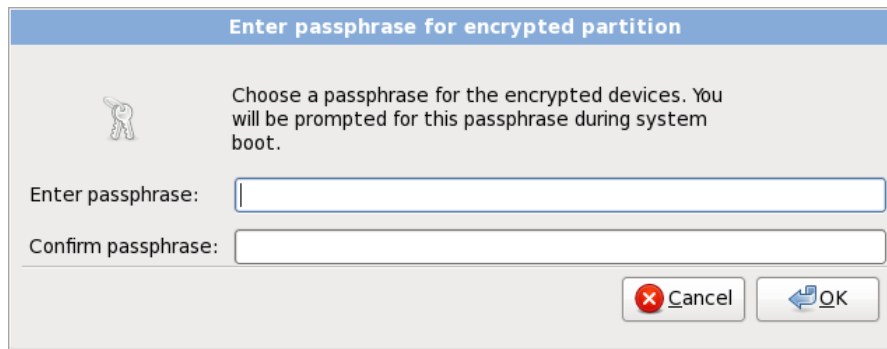 Enter passphrase for encrypted partition
Choose a passphrase for the encrypted devices. You
will be prompted for this passphrase during system
boot.
Enter passphrase:
Confirm passphrase:
Cancel OK